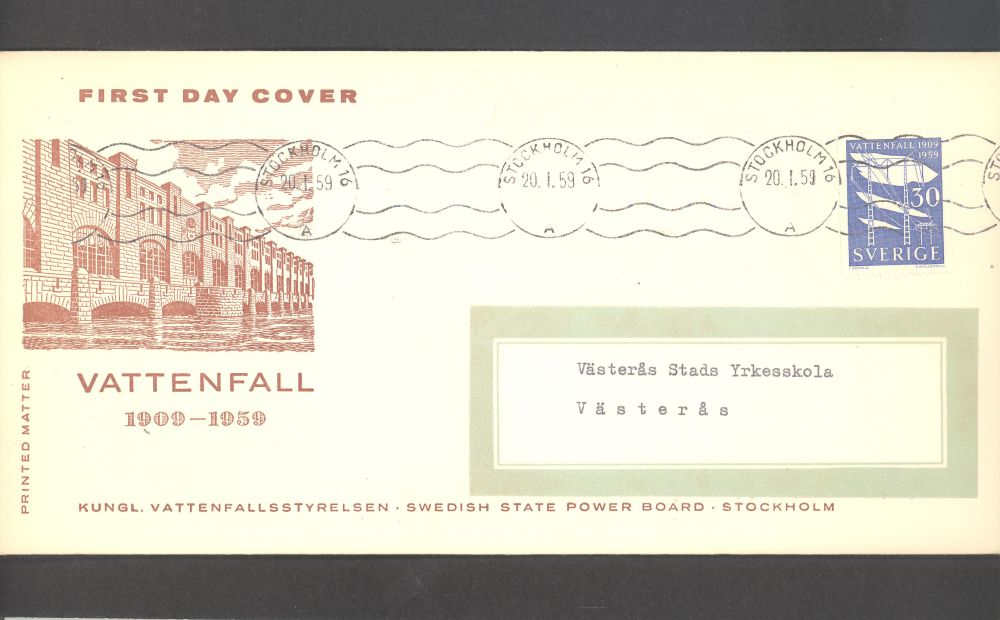 FIRST DAY COVER
STOCKHOLM 16
20.1.59
A
STOCKHOLM 16
20.1.59
A
STOCKHOLM 16
20.1.59
A
VATTENFALL 1909
1959
30
SVERIGE
VATTENFALL
1909-1959
PRINTED MATTER
Västerås Stads Yrkesskola
Västerås
KUNGL. VATTENFALLSSTYRELSEN · SWEDISH STATE POWER BOARD · STOCKHOLM